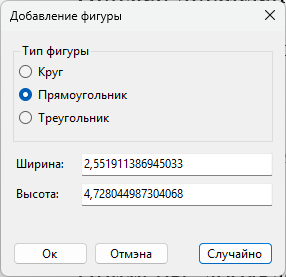 Добавление фигуры
Тип фигуры
Круг
Прямоугольник
Треугольник
Ширина: 2,551911386945033
Высота: 4,728044987304068
Ок Отмэна Случайно